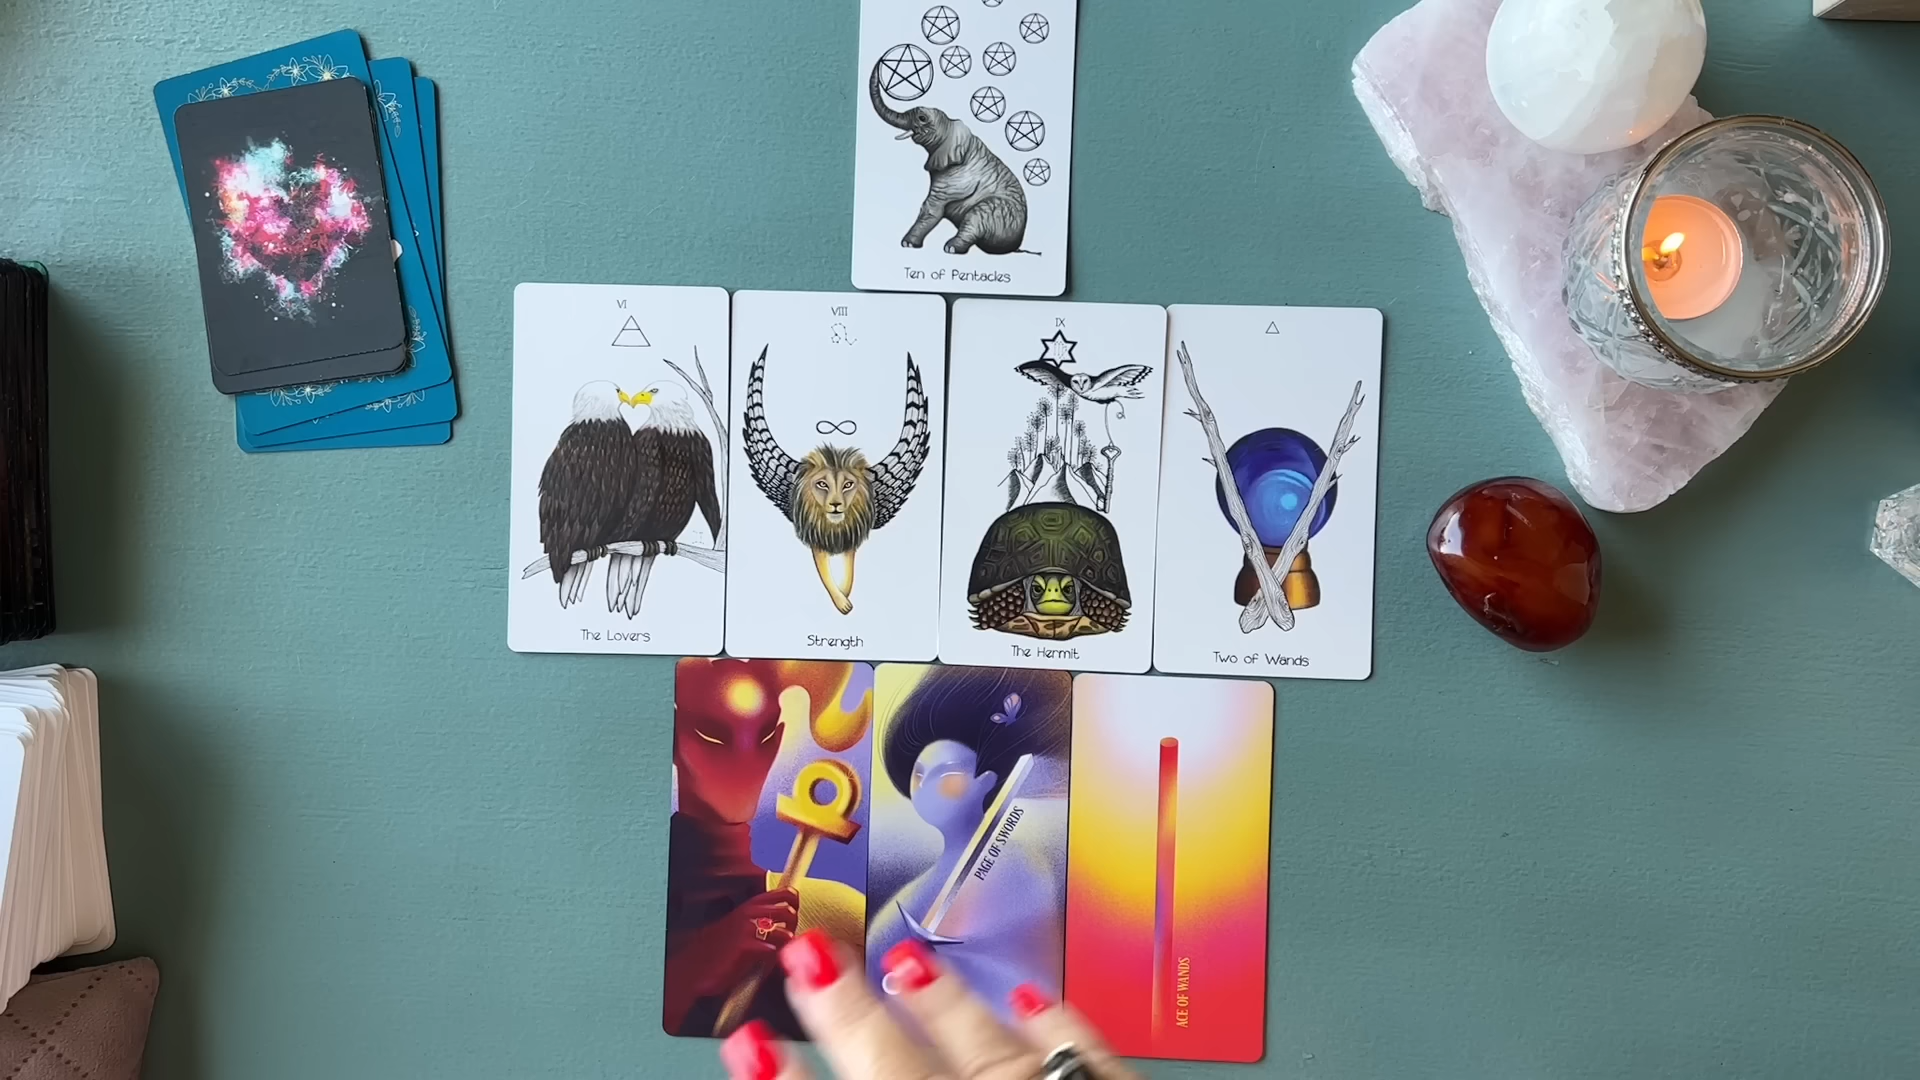 Ten of Pentacles
VI
VIII
IX
The Lovers
Strength
The Hermit
Two of Wands
PAGE OF SWORDS
ACE OF WANDS